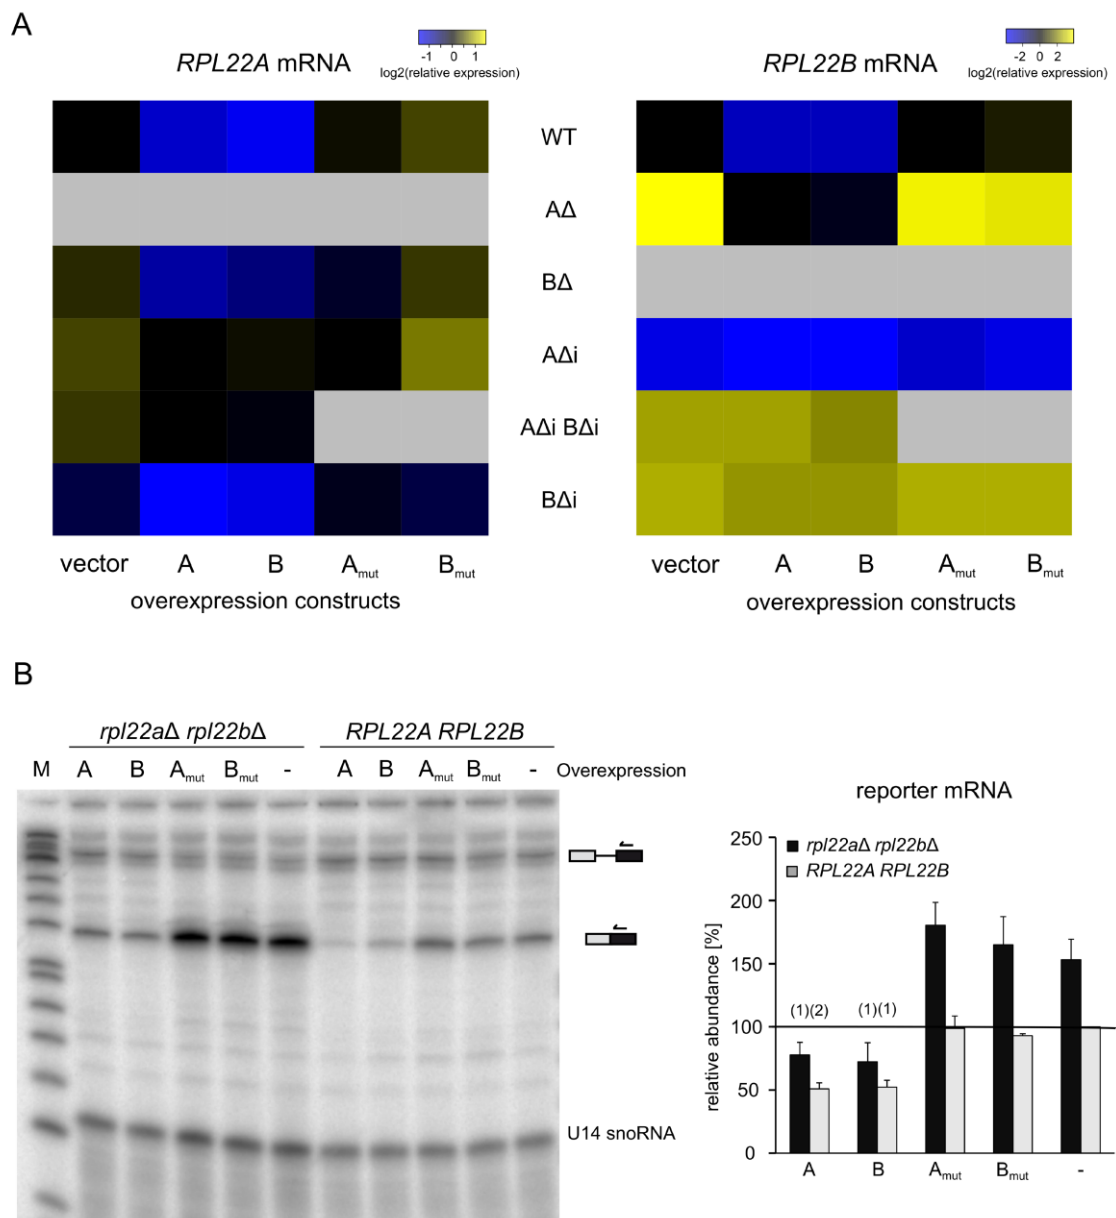 A
RPL22A mRNA
-1 0 1
log2(relative expression)
RPL22B mRNA
-2 0 2
log2(relative expression)
WT
AΔ
BΔ
AΔi
AΔi BΔi
BΔi
vector A B Amut Bmut
overexpression constructs
vector A B Amut Bmut
overexpression constructs
B
rpl22aΔ rpl22bΔ RPL22A RPL22B
M A B Amut Bmut - A B Amut Bmut - Overexpression
U14 snoRNA
reporter mRNA
rpl22aΔ rpl22bΔ
RPL22A RPL22B
relative abundance [%]
250
200
150
100
50
0
(1)(2) (1)(1)
A B Amut Bmut -